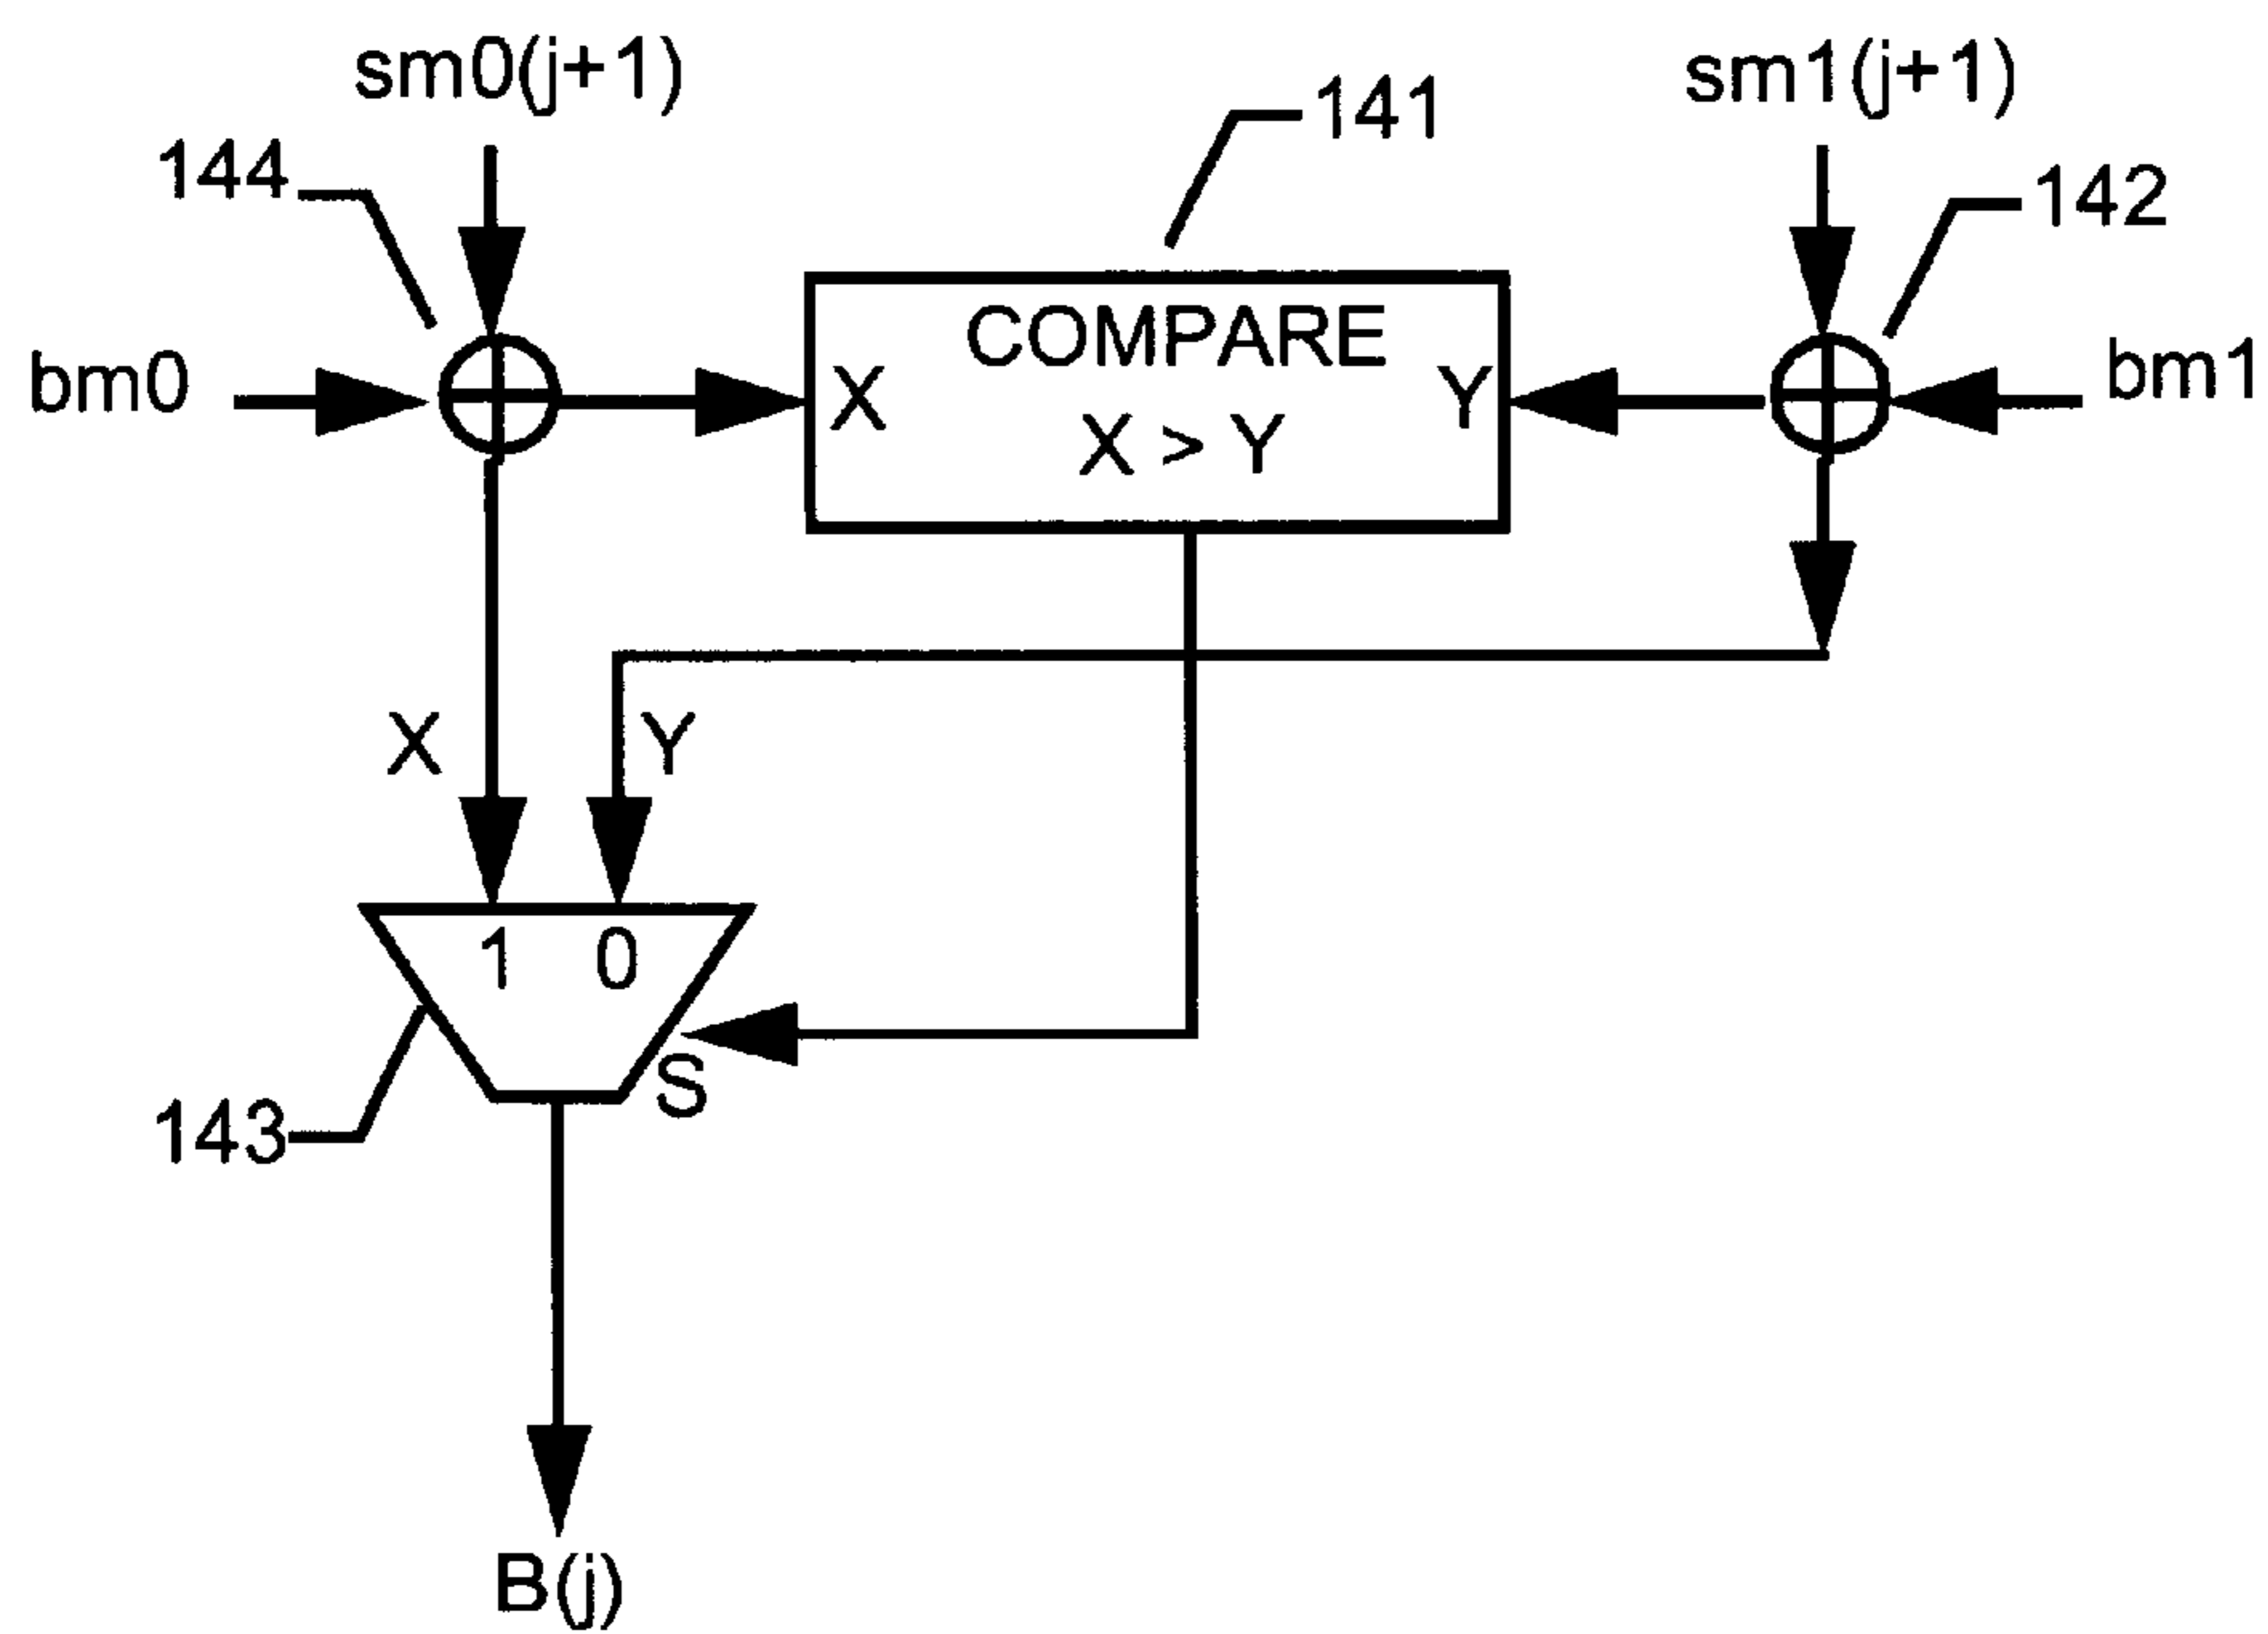 sm0(j+1)
sm1(j+1)
141
144
142
COMPARE
bm0
X
Y
bm1
X > Y
X
Y
1
0
S
143
B(j)